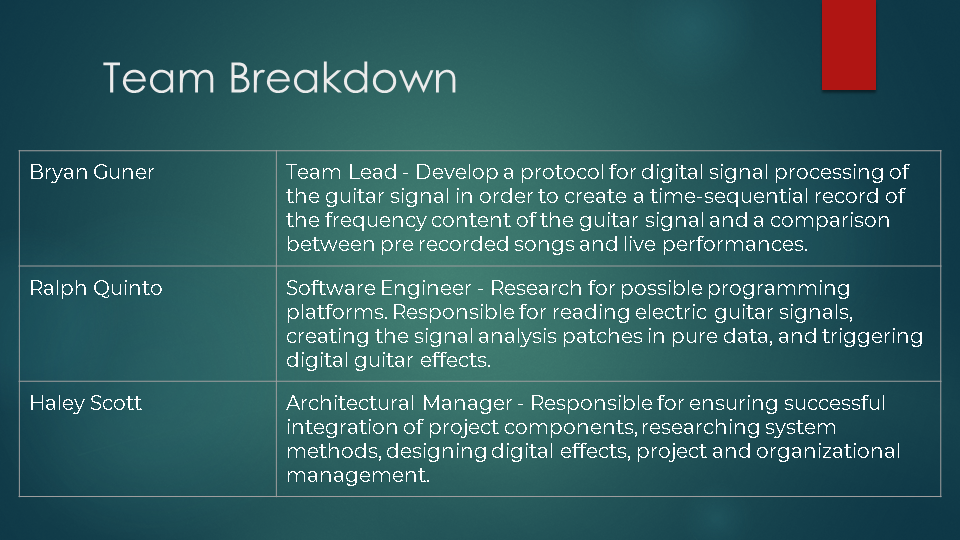 Team Breakdown
Bryan Guner
Team Lead - Develop a protocol for digital signal processing of
the guitar signal in order to create a time-sequential record of
the frequency content of the guitar signal and a comparison
between pre recorded songs and live performances.
Ralph Quinto
Software Engineer - Research for possible programming
platforms. Responsible for reading electric guitar signals,
creating the signal analysis patches in pure data, and triggering
digital guitar effects.
Haley Scott
Architectural Manager - Responsible for ensuring successful
integration of project components, researching system
methods, designing digital effects, project and organizational
management.